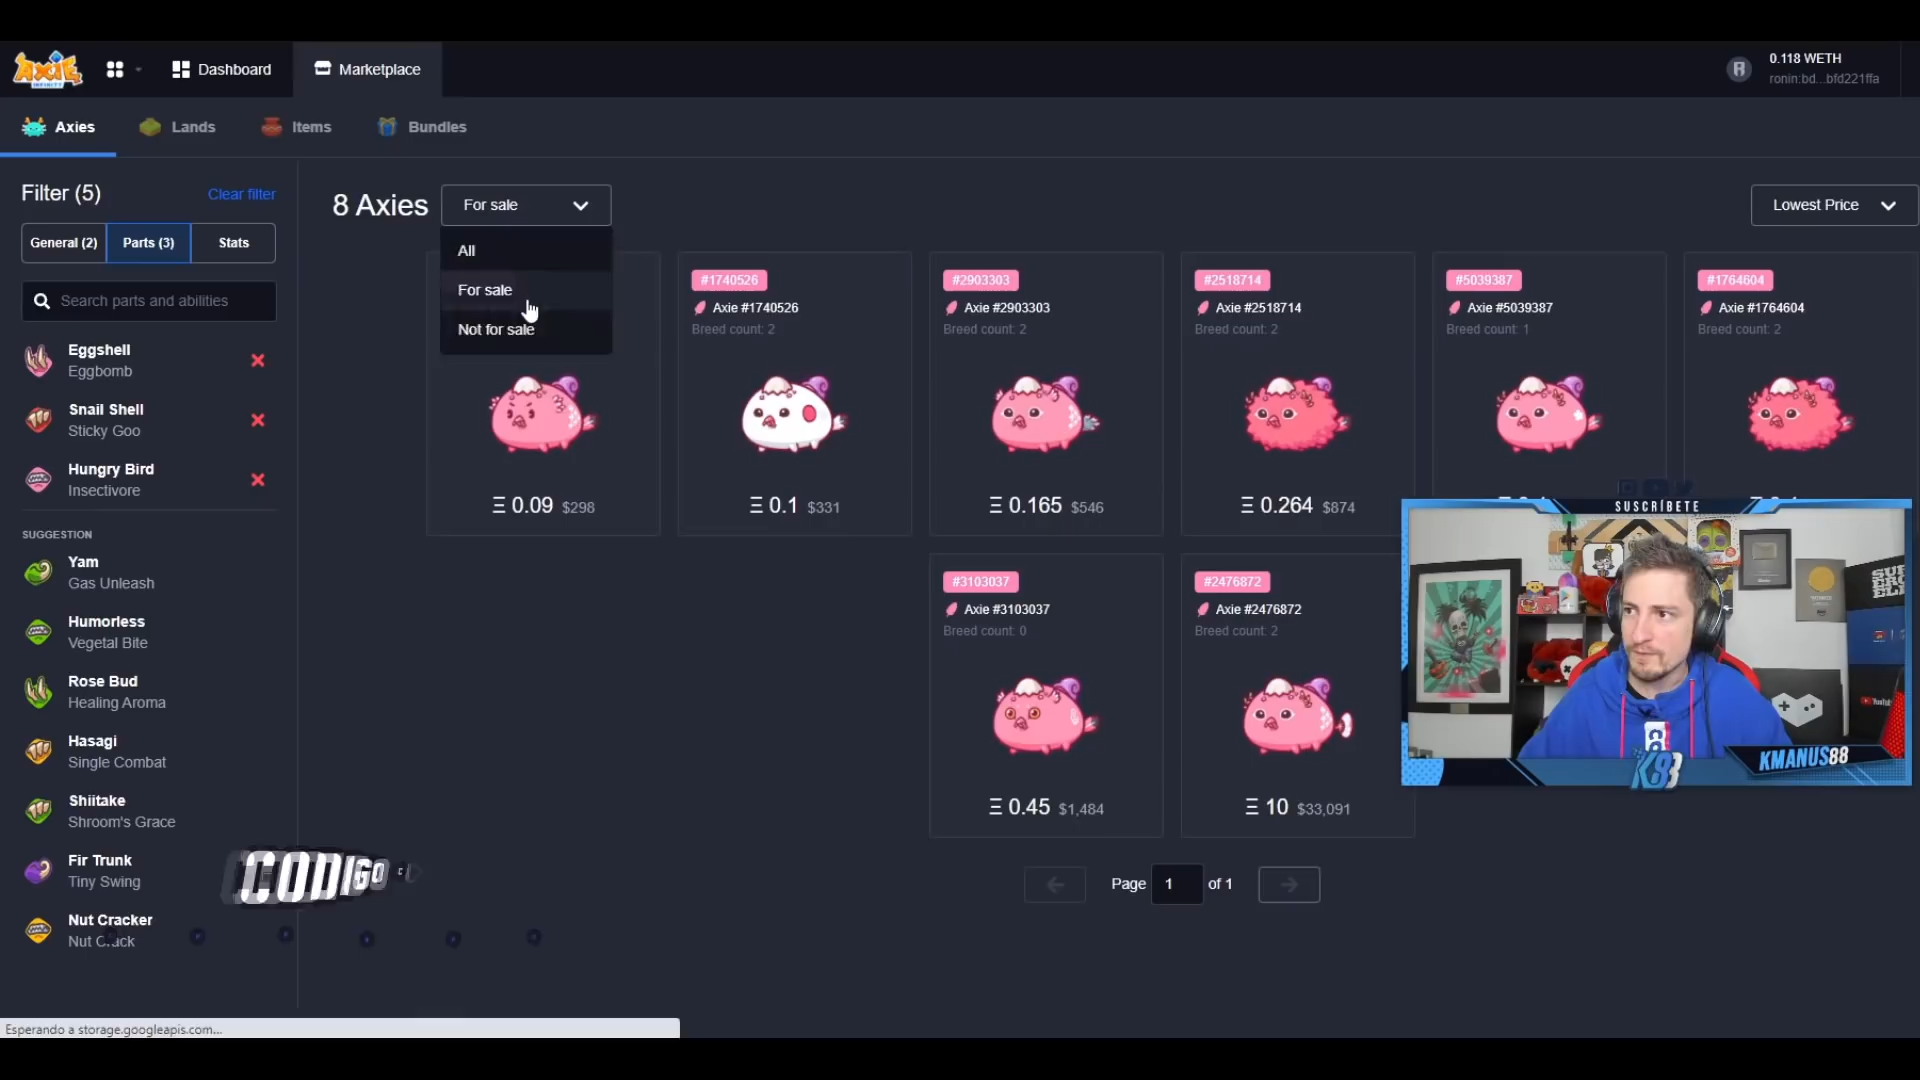 AXIE
INFINITY
Dashboard
Marketplace
0.118 WETH
ronin:bd...bfd221ffa
Axies
Lands
Items
Bundles
Filter (5)
Clear filter
General (2)
Parts (3)
Stats
Search parts and abilities
Eggshell
Eggbomb
Snail Shell
Sticky Goo
Hungry Bird
Insectivore
SUGGESTION
Yam
Gas Unleash
Humorless
Vegetal Bite
Rose Bud
Healing Aroma
Hasagi
Single Combat
Shiitake
Shroom's Grace
Fir Trunk
Tiny Swing
Nut Cracker
Nut Crack
8 Axies
For sale
All
For sale
Not for sale
Lowest Price
Ξ 0.09 $298
#1740526
Axie #1740526
Breed count: 2
Ξ 0.1 $331
#2903303
Axie #2903303
Breed count: 2
Ξ 0.165 $546
#2518714
Axie #2518714
Breed count: 2
Ξ 0.264 $874
#5039387
Axie #5039387
Breed count: 1
#1764604
Axie #1764604
Breed count: 2
#3103037
Axie #3103037
Breed count: 0
Ξ 0.45 $1,484
#2476872
Axie #2476872
Breed count: 2
Ξ 10 $33,091
Page 1 of 1
SUSCRÍBETE
YouTube
K88
KMANUS88
CODIGO
Esperando a storage.googleapis.com...